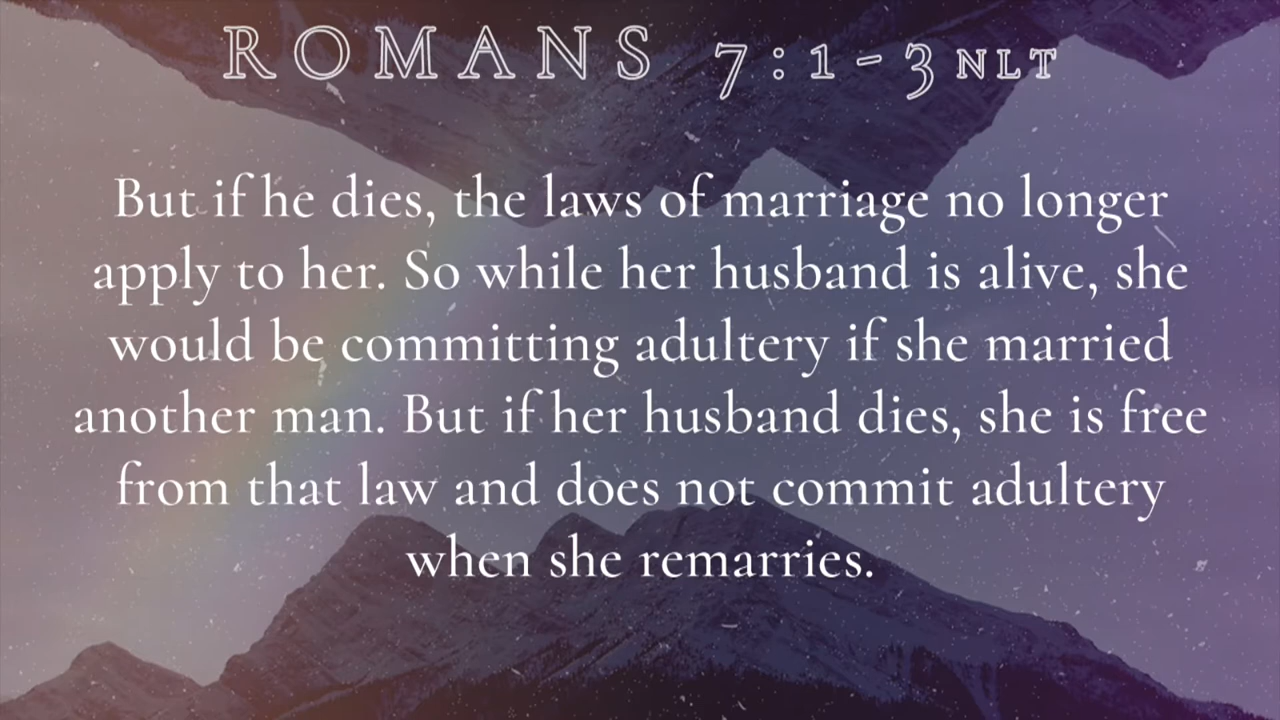 ROMANS 7:1-3 NLT
But if he dies, the laws of marriage no longer
apply to her. So while her husband is alive, she
would be committing adultery if she married
another man. But if her husband dies, she is free
from that law and does not commit adultery
when she remarries.